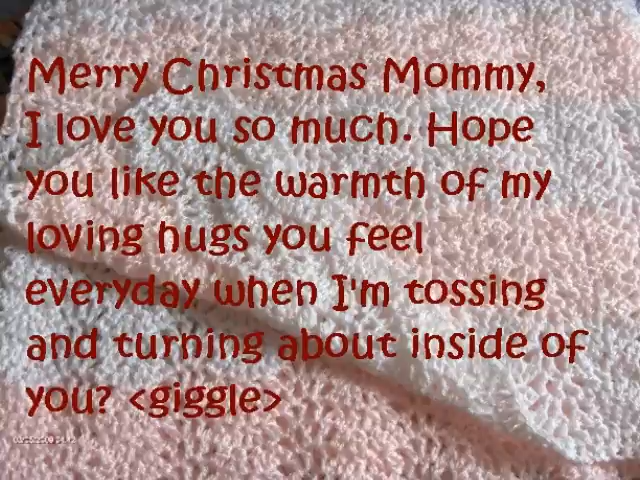 Merry Christmas Mommy,
I love you so much. Hope
you like the warmth of my
loving hugs you feel
everyday when I'm tossing
and turning about inside of
you? <giggle>